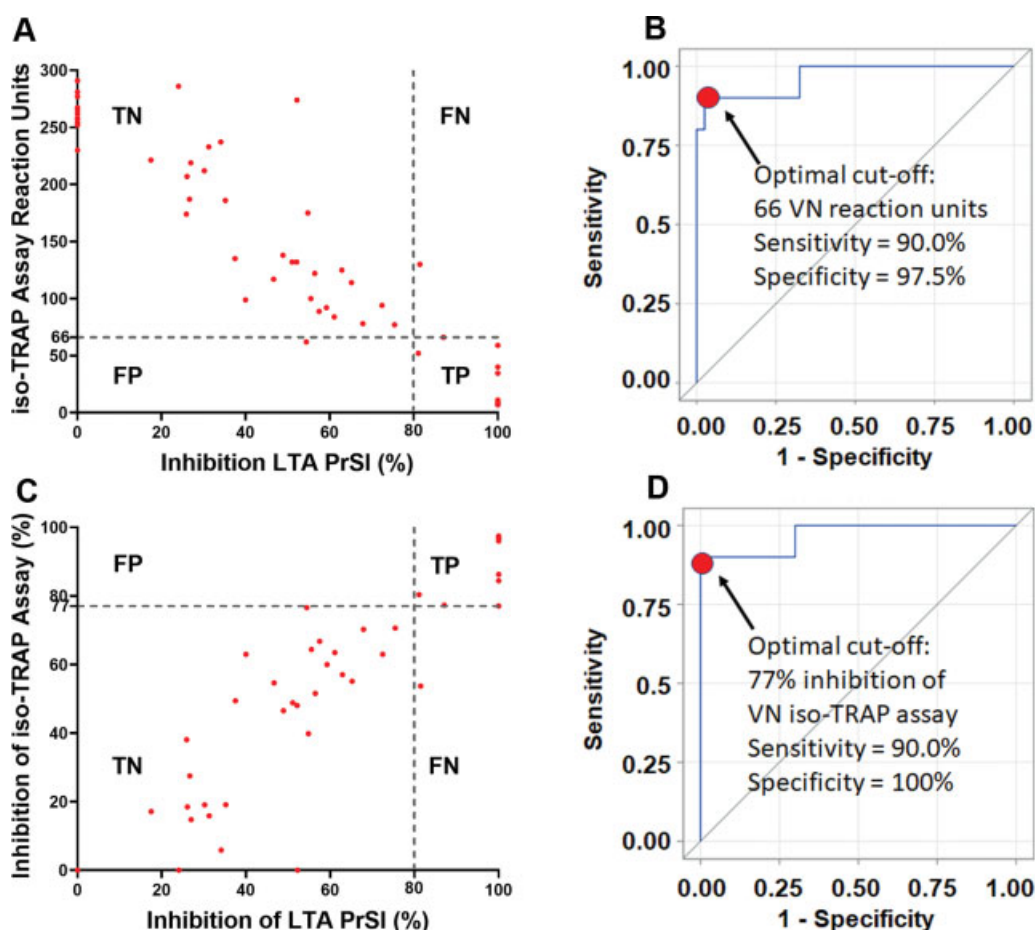 A
iso-TRAP Assay Reaction Units
300
250
200
150
100
66
50
0
TN
FN
FP
TP
0 20 40 60 80 100
Inhibition LTA PrSI (%)
B
Sensitivity
1.00
0.75
0.50
0.25
0.00
Optimal cut-off:
66 VN reaction units
Sensitivity = 90.0%
Specificity = 97.5%
0.00 0.25 0.50 0.75 1.00
1 - Specificity
C
Inhibition of iso-TRAP Assay (%)
100
80
77
60
40
20
0
FP
TP
TN
FN
0 20 40 60 80 100
Inhibition of LTA PrSI (%)
D
Sensitivity
1.00
0.75
0.50
0.25
0.00
Optimal cut-off:
77% inhibition of
VN iso-TRAP assay
Sensitivity = 90.0%
Specificity = 100%
0.00 0.25 0.50 0.75 1.00
1 - Specificity